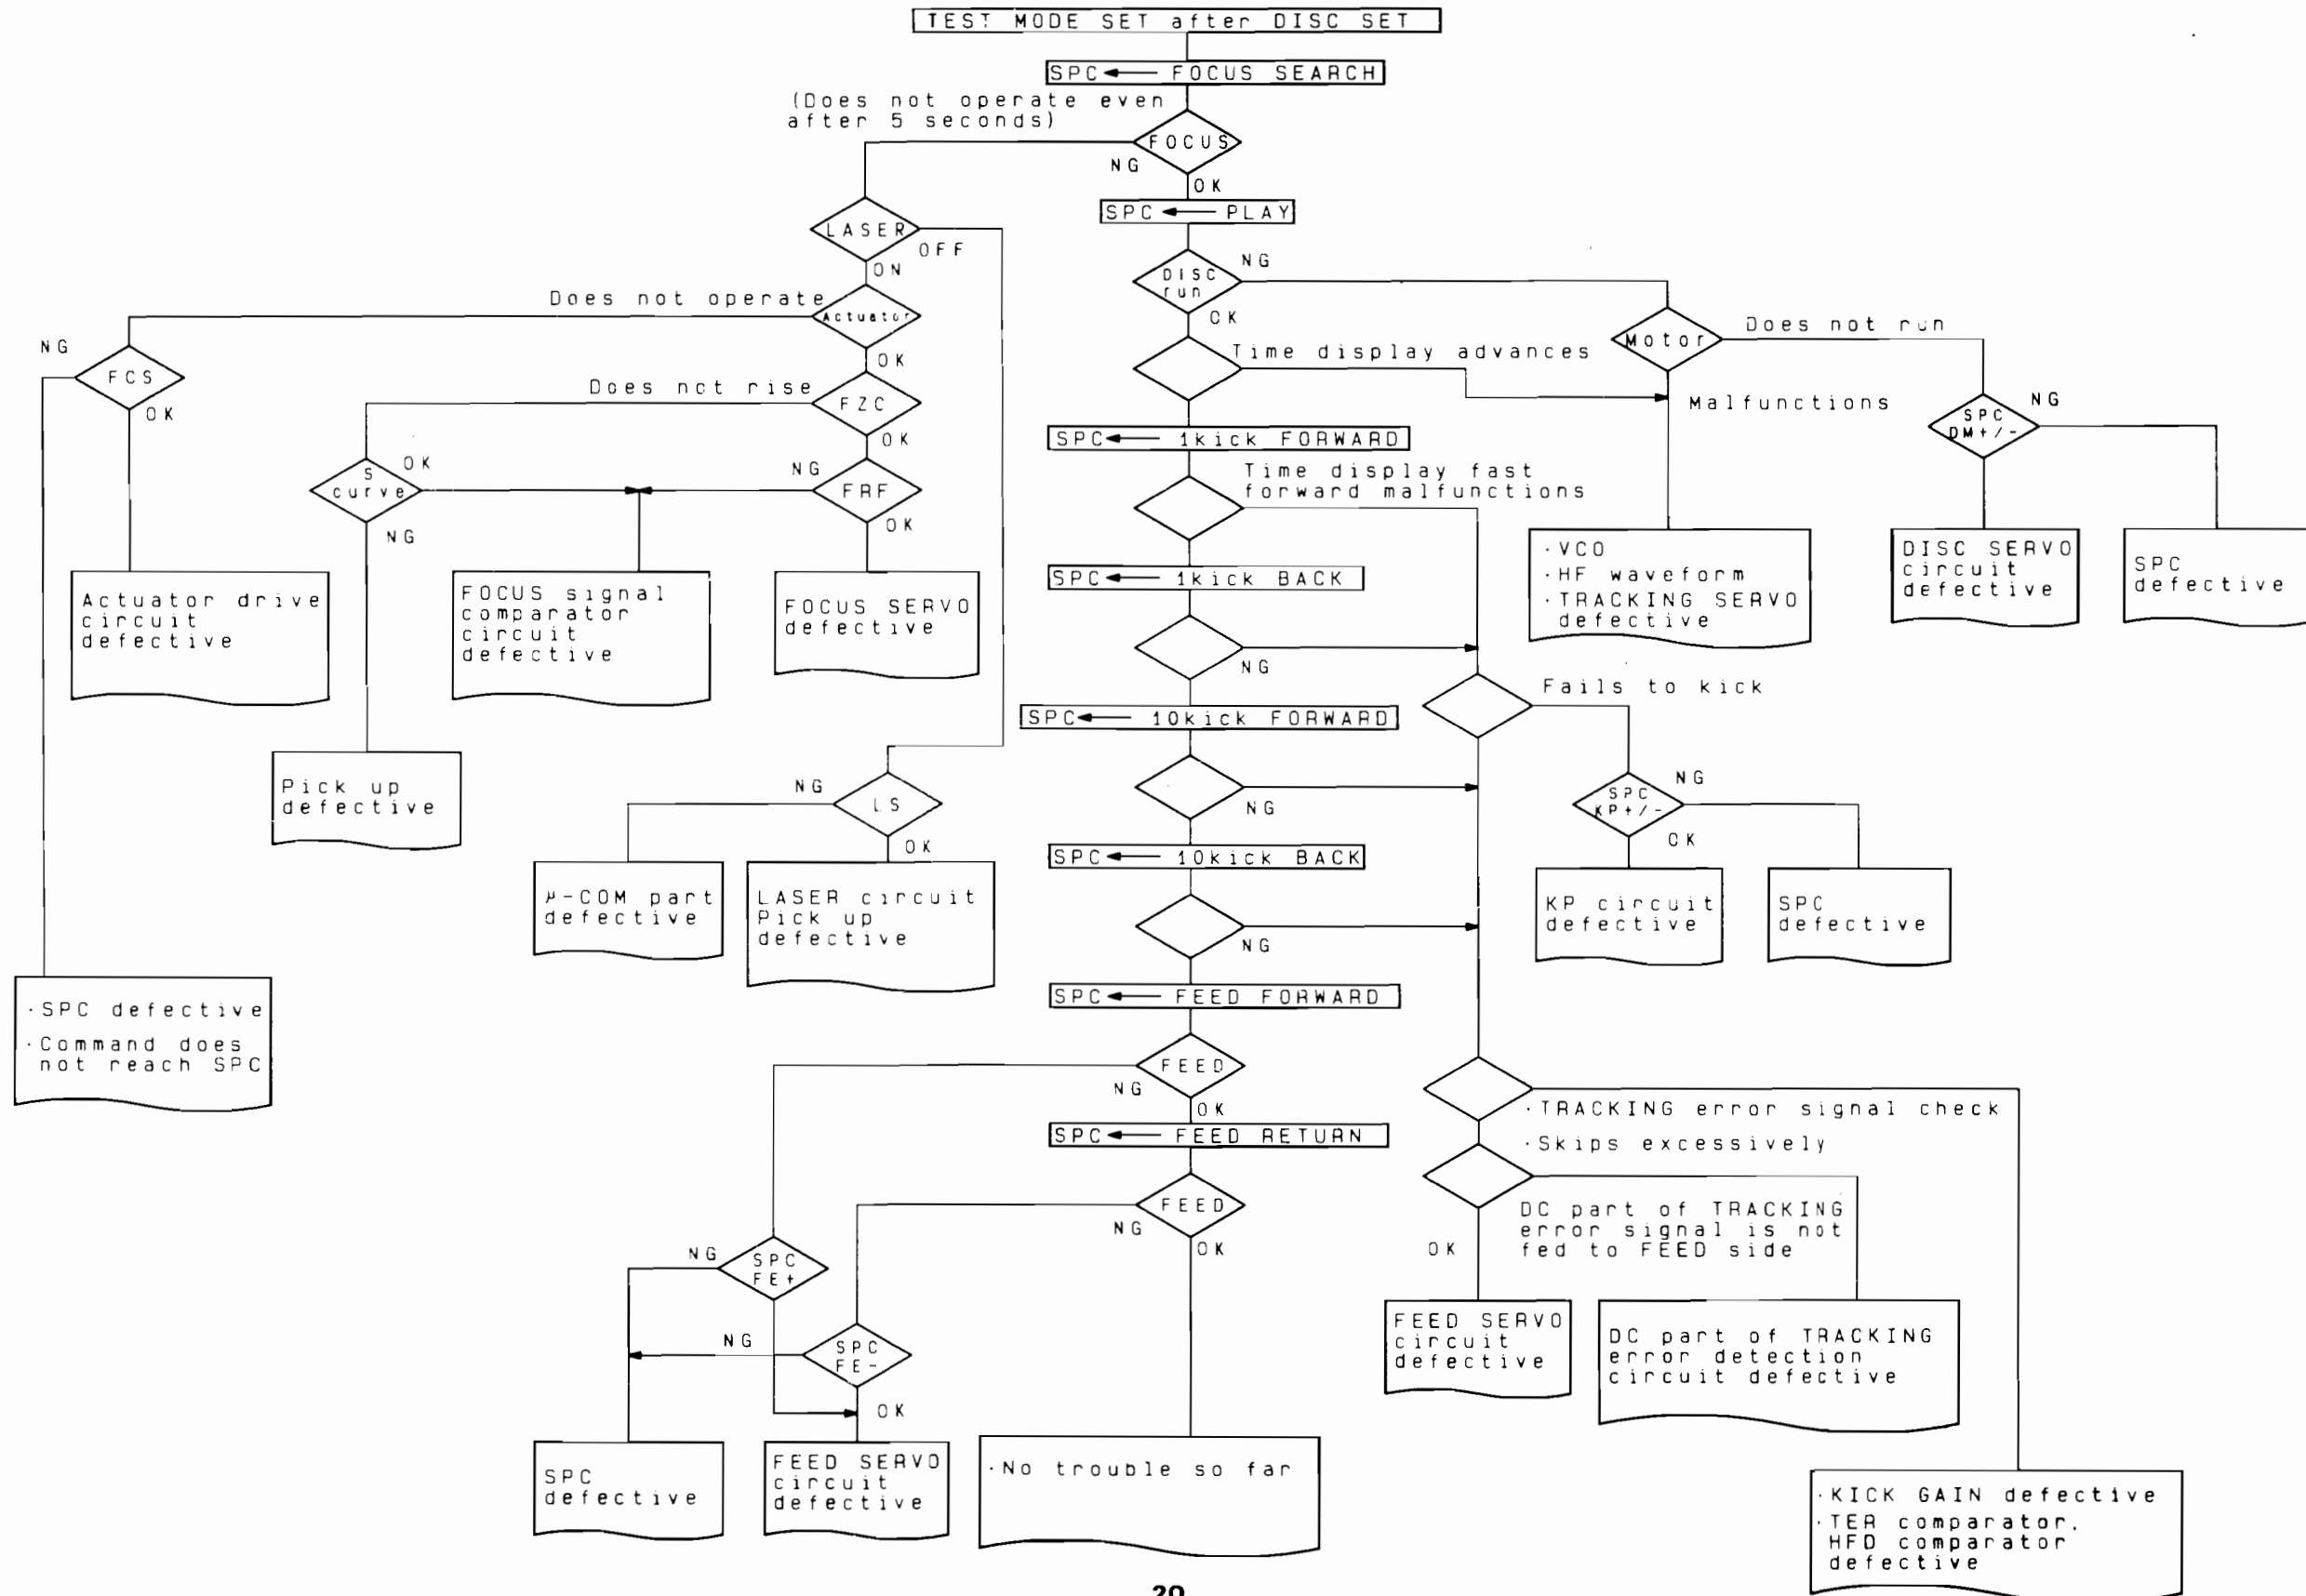 TEST MODE SET after DISC SET
SPC ← FOCUS SEARCH
(Does not operate even
after 5 seconds)
FOCUS
NG
OK
SPC ← PLAY
LASER
OFF
ON
DISC
run
NG
OK
Does not operate
Actuator
OK
Motor
Does not run
Time display advances
Malfunctions
NG
FCS
OK
Does not rise
FZC
OK
SPC
DM+/-
NG
SPC ← 1kick FORWARD
S
curve
OK
NG
NG
FRF
OK
Time display fast
forward malfunctions
Actuator drive
circuit
defective
FOCUS signal
comparator
circuit
defective
FOCUS SERVO
defective
SPC ← 1kick BACK
·VCO
·HF waveform
·TRACKING SERVO
defective
DISC SERVO
circuit
defective
SPC
defective
NG
Fails to kick
SPC ← 10kick FORWARD
Pick up
defective
NG
LS
OK
NG
SPC
KP+/-
NG
OK
SPC ← 10kick BACK
μ-COM part
defective
LASER circuit
Pick up
defective
NG
KP circuit
defective
SPC
defective
SPC ← FEED FORWARD
·SPC defective
·Command does
not reach SPC
FEED
NG
OK
·TRACKING error signal check
SPC ← FEED RETURN
·Skips excessively
FEED
NG
OK
DC part of TRACKING
error signal is not
fed to FEED side
OK
NG
SPC
FE+
NG
SPC
FE-
OK
FEED SERVO
circuit
defective
DC part of TRACKING
error detection
circuit defective
SPC
defective
FEED SERVO
circuit
defective
·No trouble so far
·KICK GAIN defective
·TER comparator,
HFD comparator
defective
20